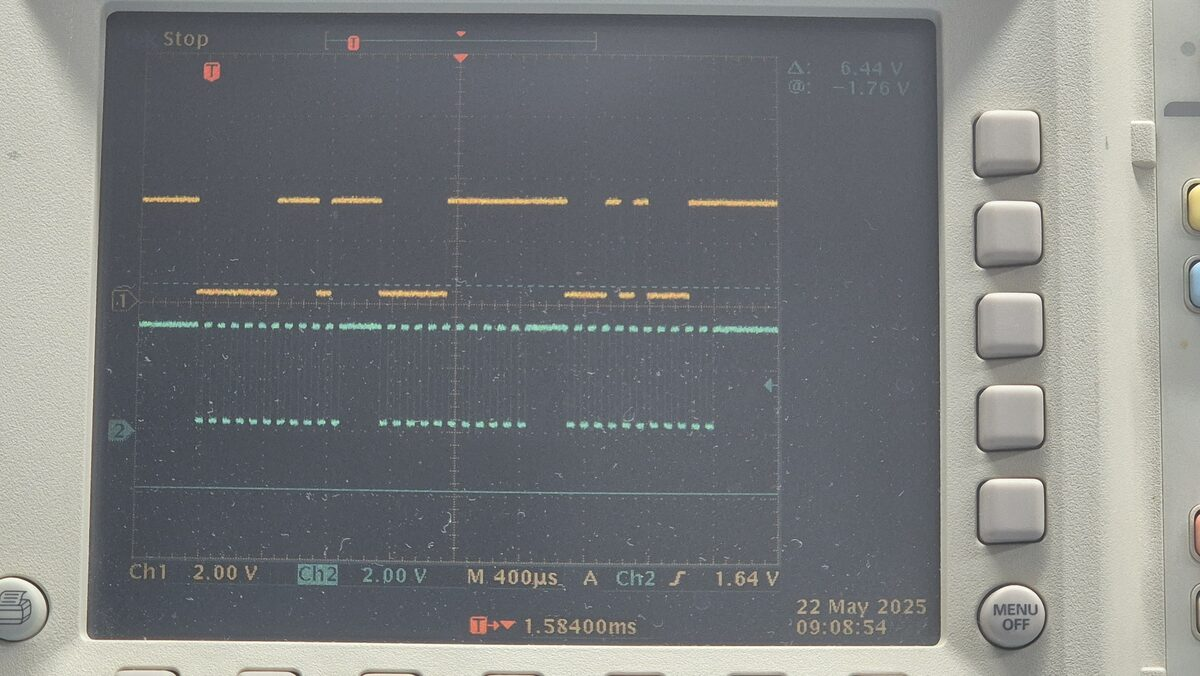 Stop
T
T
Δ: 6.44 V
@: -1.76 V
1
2
Ch1 2.00 V Ch2 2.00 V M 400µs A Ch2 1.64 V
T 1.58400ms
22 May 2025
09:08:54
MENU
OFF